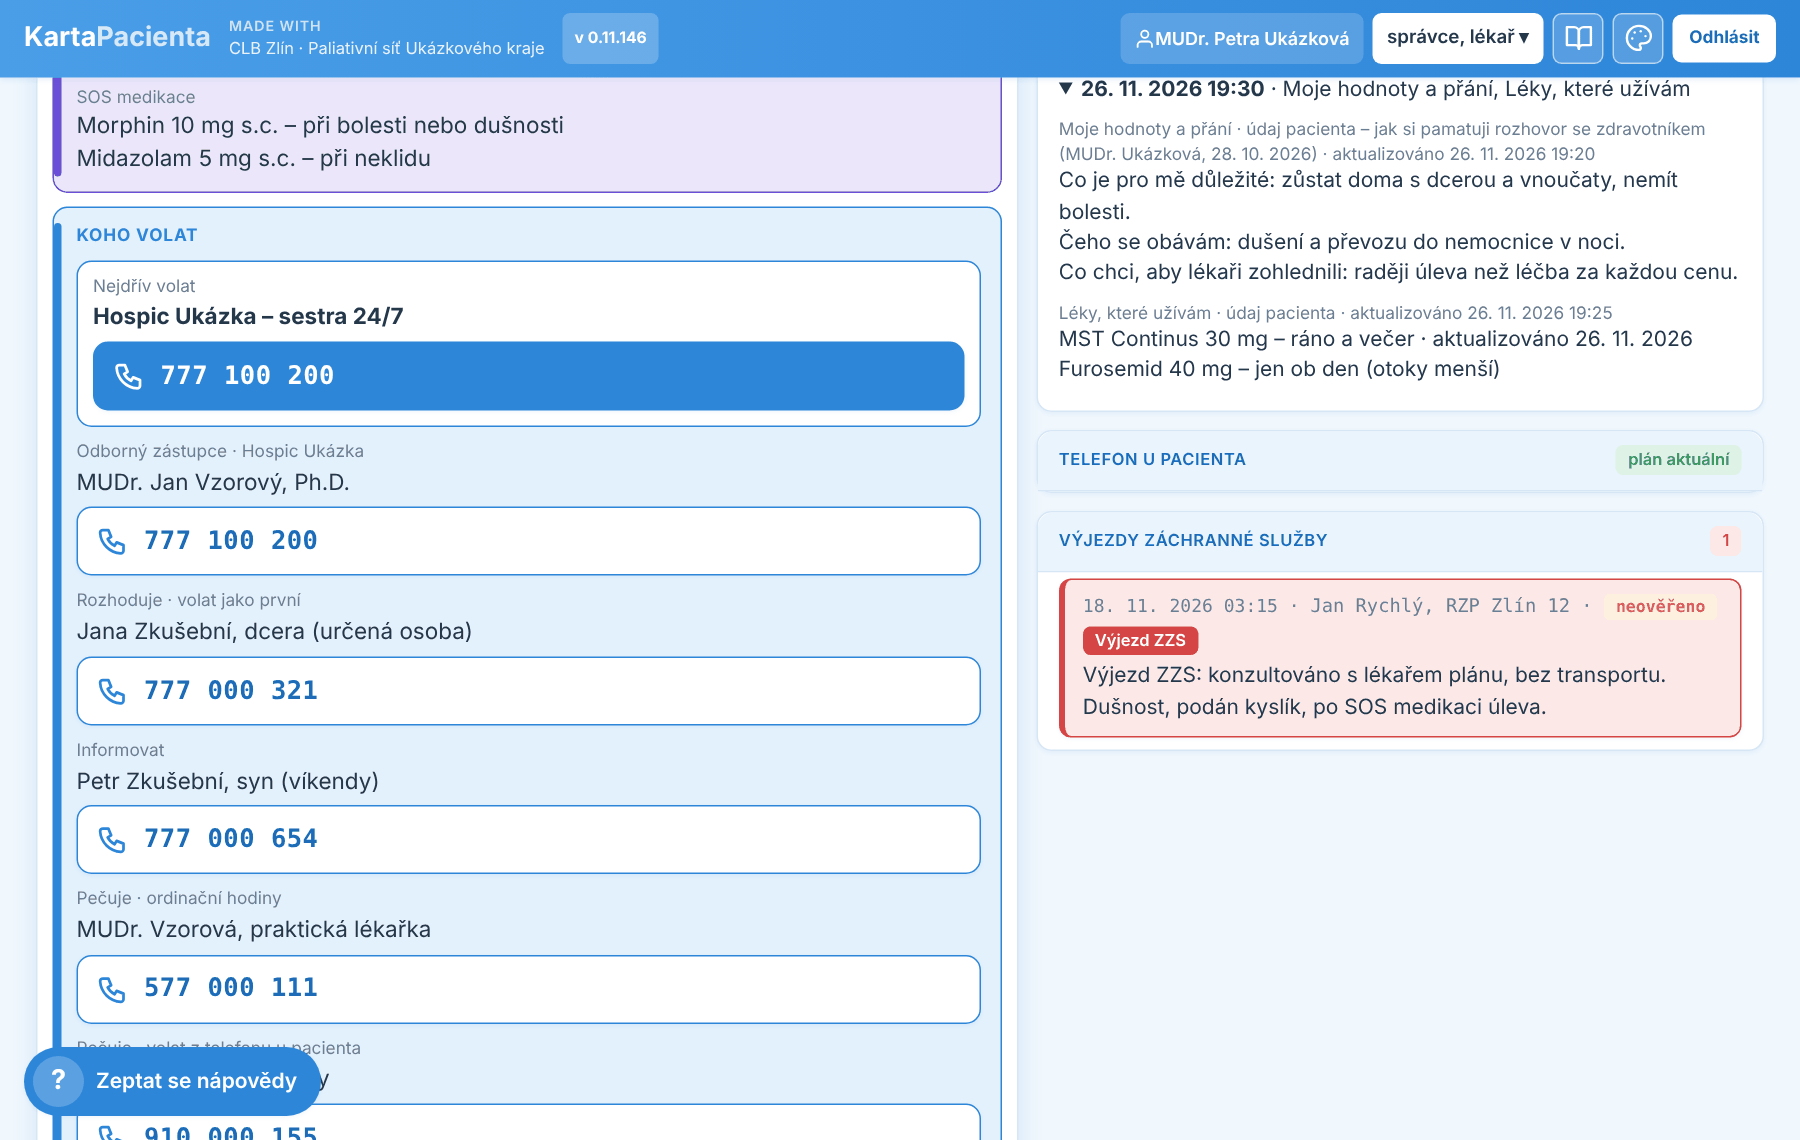 KartaPacienta
MADE WITH
CLB Zlín · Paliativní síť Ukázkového kraje
v 0.11.146
MUDr. Petra Ukázková
správce, lékař ▾
Odhlásit
SOS medikace
Morphin 10 mg s.c. – při bolesti nebo dušnosti
Midazolam 5 mg s.c. – při neklidu
KOHO VOLAT
Nejdřív volat
Hospic Ukázka – sestra 24/7
777 100 200
Odborný zástupce · Hospic Ukázka
MUDr. Jan Vzorový, Ph.D.
777 100 200
Rozhoduje · volat jako první
Jana Zkušební, dcera (určená osoba)
777 000 321
Informovat
Petr Zkušební, syn (víkendy)
777 000 654
Pečuje · ordinační hodiny
MUDr. Vzorová, praktická lékařka
577 000 111
Pečuje · volat z telefonu u pacienta
910 000 155
? Zeptat se nápovědy
▼ 26. 11. 2026 19:30 · Moje hodnoty a přání, Léky, které užívám
Moje hodnoty a přání · údaj pacienta – jak si pamatuji rozhovor se zdravotníkem
(MUDr. Ukázková, 28. 10. 2026) · aktualizováno 26. 11. 2026 19:20
Co je pro mě důležité: zůstat doma s dcerou a vnoučaty, nemít
bolesti.
Čeho se obávám: dušení a převozu do nemocnice v noci.
Co chci, aby lékaři zohlednili: raději úleva než léčba za každou cenu.
Léky, které užívám · údaj pacienta · aktualizováno 26. 11. 2026 19:25
MST Continus 30 mg – ráno a večer · aktualizováno 26. 11. 2026
Furosemid 40 mg – jen ob den (otoky menší)
TELEFON U PACIENTA
plán aktuální
VÝJEZDY ZÁCHRANNÉ SLUŽBY
1
18. 11. 2026 03:15 · Jan Rychlý, RZP Zlín 12 · neověřeno
Výjezd ZZS
Výjezd ZZS: konzultováno s lékařem plánu, bez transportu.
Dušnost, podán kyslík, po SOS medikaci úleva.